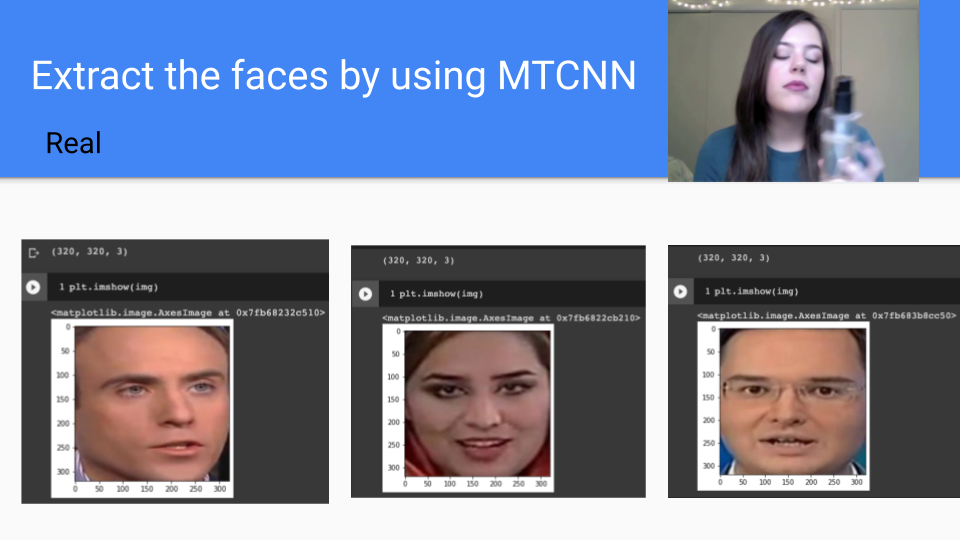 Extract the faces by using MTCNN
Real
(320, 320, 3)
1 plt.imshow(img)
<matplotlib.image.AxesImage at 0x7fb68232c510>
0
50
100
150
200
250
300
0 50 100 150 200 250 300
(320, 320, 3)
1 plt.imshow(img)
<matplotlib.image.AxesImage at 0x7fb6822cb210>
0
50
100
150
200
250
300
0 50 100 150 200 250 300
(320, 320, 3)
1 plt.imshow(img)
<matplotlib.image.AxesImage at 0x7fb683b8cc50>
0
50
100
150
200
250
300
0 50 100 150 200 250 300